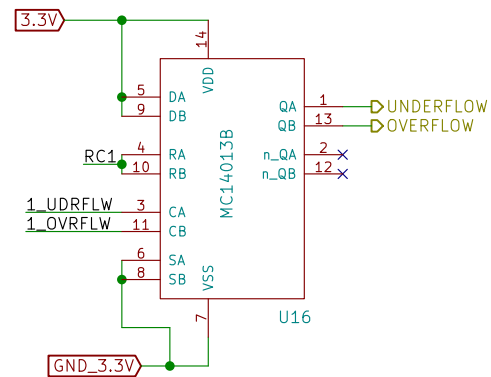 3.3V
14
VDD
5 DA
9 DB
QA 1 UNDERFLOW
QB 13 OVERFLOW
4 RA
RC1
10 RB
n_QA 2
n_QB 12
MC14013B
1_UDRFLW 3 CA
1_OVRFLW 11 CB
6 SA
8 SB
VSS
7
U16
GND_3.3V